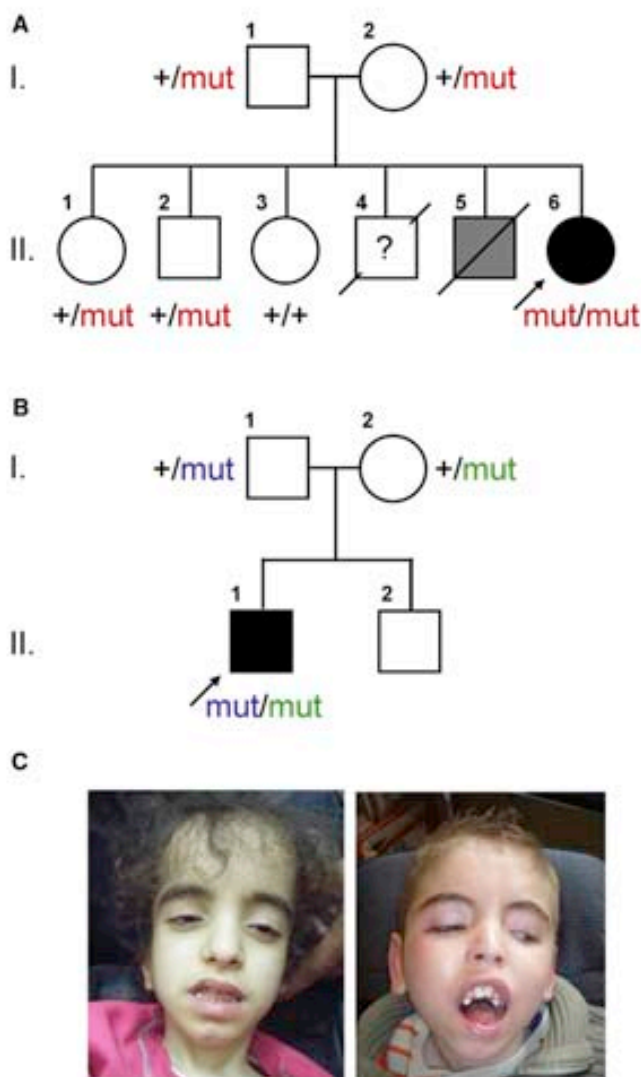 A
1 2
I. +/mut +/mut
1 2 3 4 5 6
II. ?
+/mut +/mut +/+ mut/mut
B
1 2
I. +/mut +/mut
1 2
II.
mut/mut
C